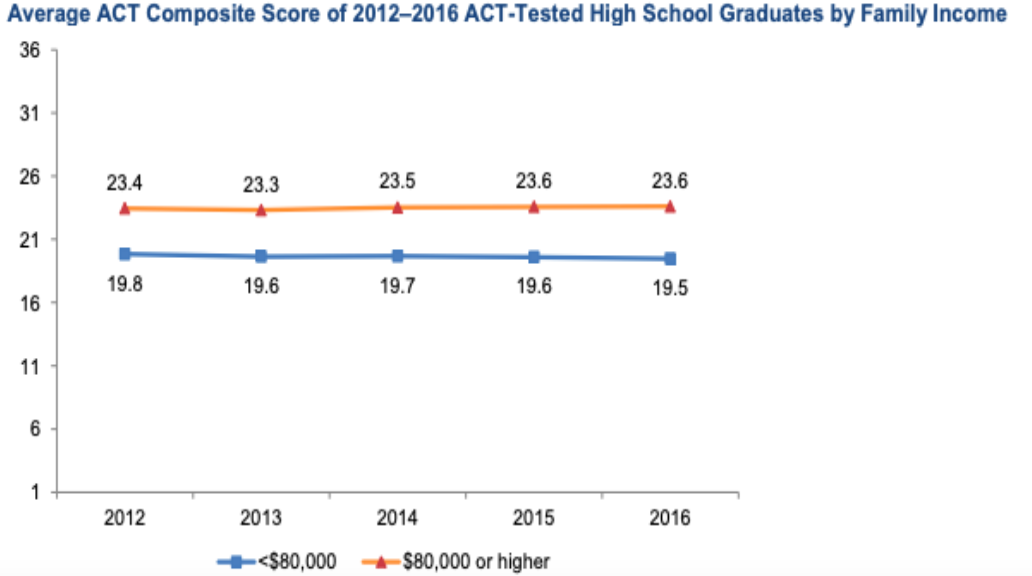 Average ACT Composite Score of 2012–2016 ACT-Tested High School Graduates by Family Income
36
31
26
21
16
11
6
1
23.4 23.3 23.5 23.6 23.6
19.8 19.6 19.7 19.6 19.5
2012 2013 2014 2015 2016
<$80,000 $80,000 or higher